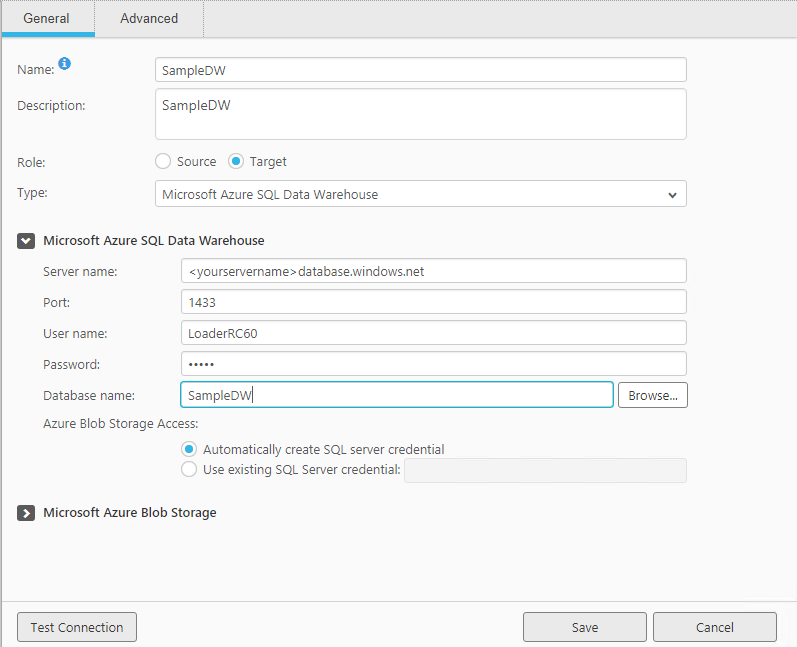 General Advanced
Name:
SampleDW
Description:
SampleDW
Role: Source Target
Type: Microsoft Azure SQL Data Warehouse
Microsoft Azure SQL Data Warehouse
Server name: <yourservername>database.windows.net
Port: 1433
User name: LoaderRC60
Password: •••••
Database name: SampleDW Browse...
Azure Blob Storage Access:
Automatically create SQL server credential
Use existing SQL Server credential:
Microsoft Azure Blob Storage
Test Connection Save Cancel